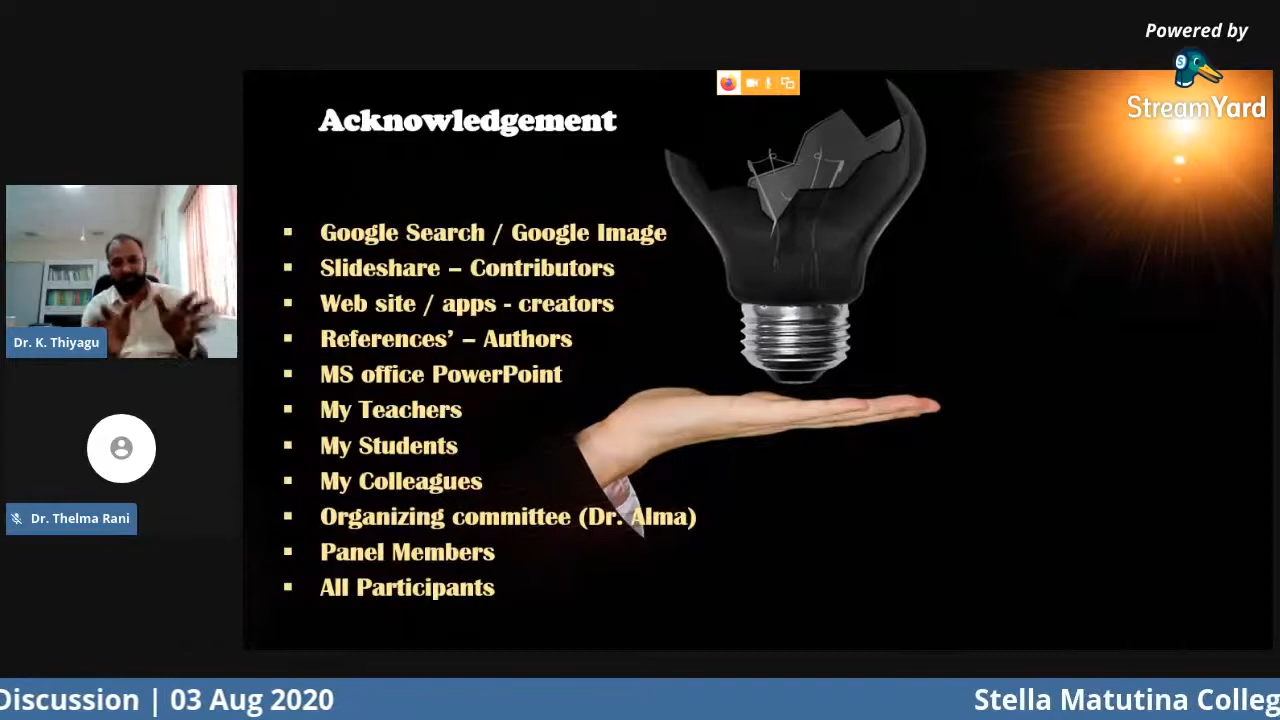 Powered by
StreamYard
Acknowledgement
Google Search / Google Image
Slideshare – Contributors
Web site / apps - creators
References’ – Authors
MS office PowerPoint
My Teachers
My Students
My Colleagues
Organizing committee (Dr. Alma)
Panel Members
All Participants
Dr. K. Thiyagu
Dr. Thelma Rani
Discussion | 03 Aug 2020
Stella Matutina Colleg